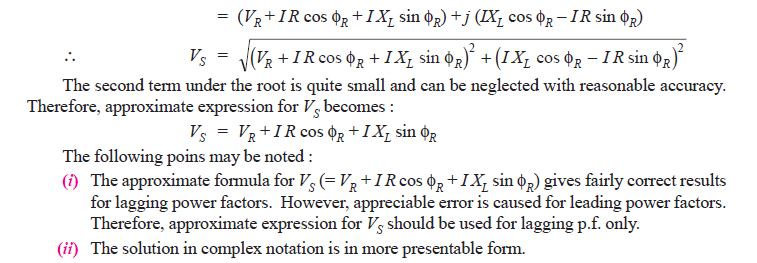 = (V_R + I R cos ϕ_R + I X_L sin ϕ_R) + j (IX_L cos ϕ_R – I R sin ϕ_R)
∴ V_S = √((V_R + I R cos ϕ_R + I X_L sin ϕ_R)² + (I X_L cos ϕ_R – I R sin ϕ_R)²)
The second term under the root is quite small and can be neglected with reasonable accuracy.
Therefore, approximate expression for V_S becomes :
V_S = V_R + I R cos ϕ_R + I X_L sin ϕ_R
The following poins may be noted :
(i) The approximate formula for V_S (= V_R + I R cos ϕ_R + I X_L sin ϕ_R) gives fairly correct results
for lagging power factors. However, appreciable error is caused for leading power factors.
Therefore, approximate expression for V_S should be used for lagging p.f. only.
(ii) The solution in complex notation is in more presentable form.